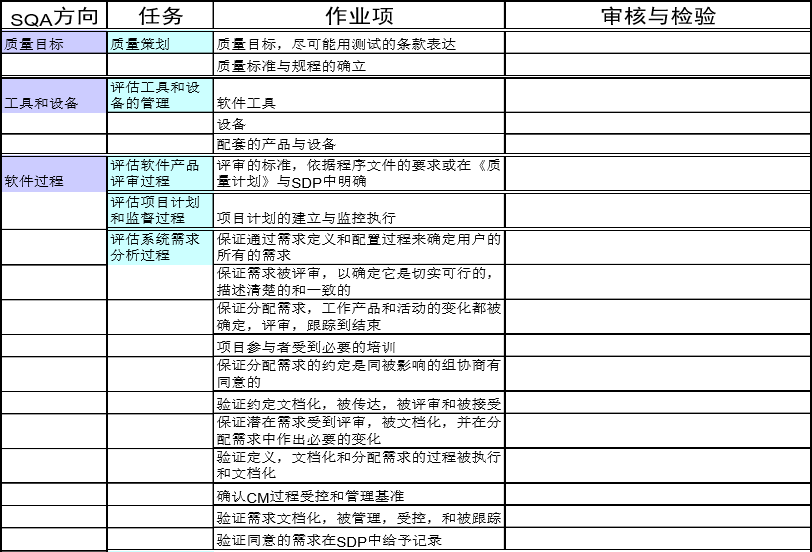 SQA方向 任务 作业项 审核与检验
质量目标 质量策划 质量目标，尽可能用测试的条款表达
质量标准与规程的确立
评估工具和设
工具和设备 备的管理 软件工具
设备
配套的产品与设备
评估软件产品 评审的标准，依据程序文件的要求或在《质
软件过程 评审过程 量计划》与SDP中明确
评估项目计划
和监督过程 项目计划的建立与监控执行
评估系统需求 保证通过需求定义和配置过程来确定用户的
分析过程 所有的需求
保证需求被评审，以确定它是切实可行的，
描述清楚的和一致的
保证分配需求，工作产品和活动的变化都被
确定，评审，跟踪到结束
项目参与者受到必要的培训
保证分配需求的约定是同被影响的组协商有
同意的
验证约定文档化，被传达，被评审和被接受
保证潜在需求受到评审，被文档化，并在分
配需求中作出必要的变化
验证定义，文档化和分配需求的过程被执行
和文档化
确认CM过程受控和管理基准
验证需求文档化，被管理，受控，和被跟踪
验证同意的需求在SDP中给予记录